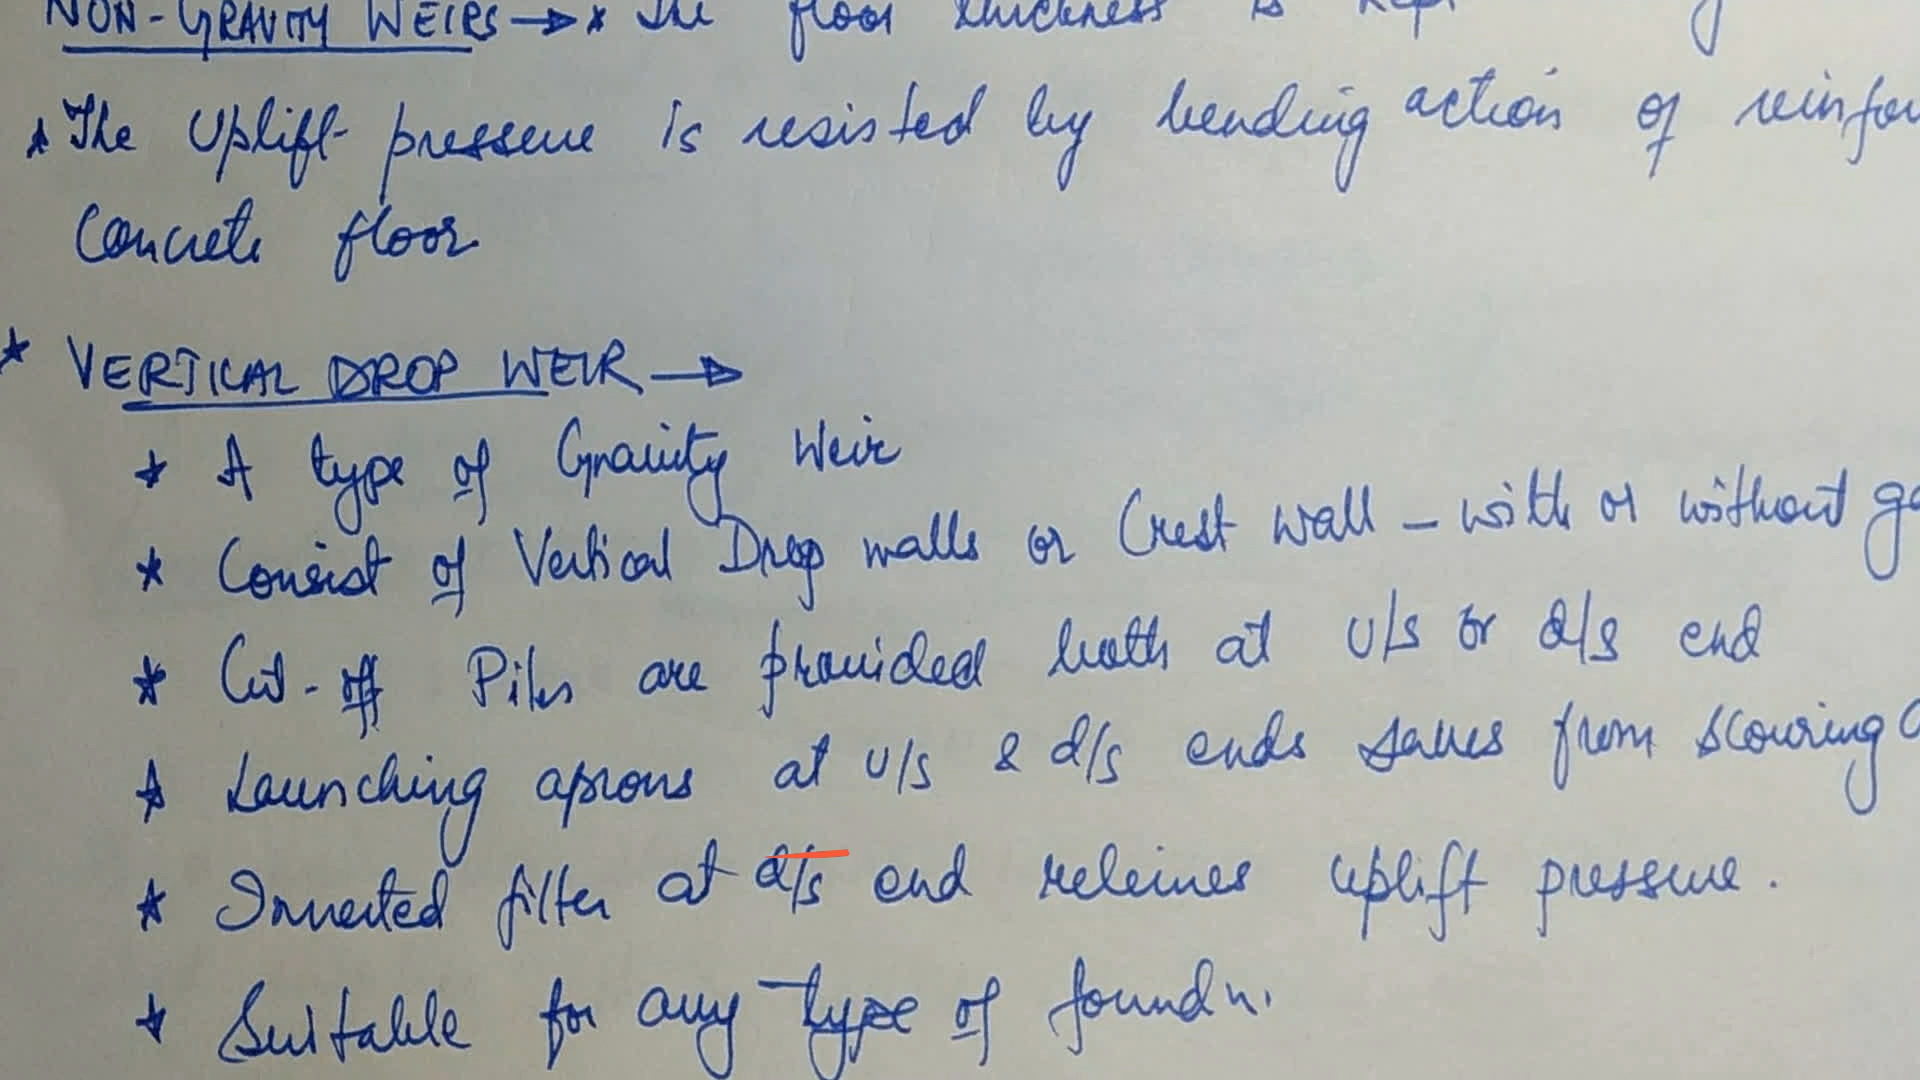 NON-GRAVITY WEIRS → * The floor thickness is kept
* The Uplift pressure is resisted by bending action of reinfor
Concrete floor.
* VERTICAL DROP WEIR →
* A type of Gravity Weir
* Consist of Vertical Drop walls or Crest wall - with or without ga
* Cut-off Piles are provided both at u/s or d/s end
* Launching aprons at u/s & d/s ends saves from scouring
* Inverted filter at d/s end releives uplift pressure.
* Suitable for any type of foundn.